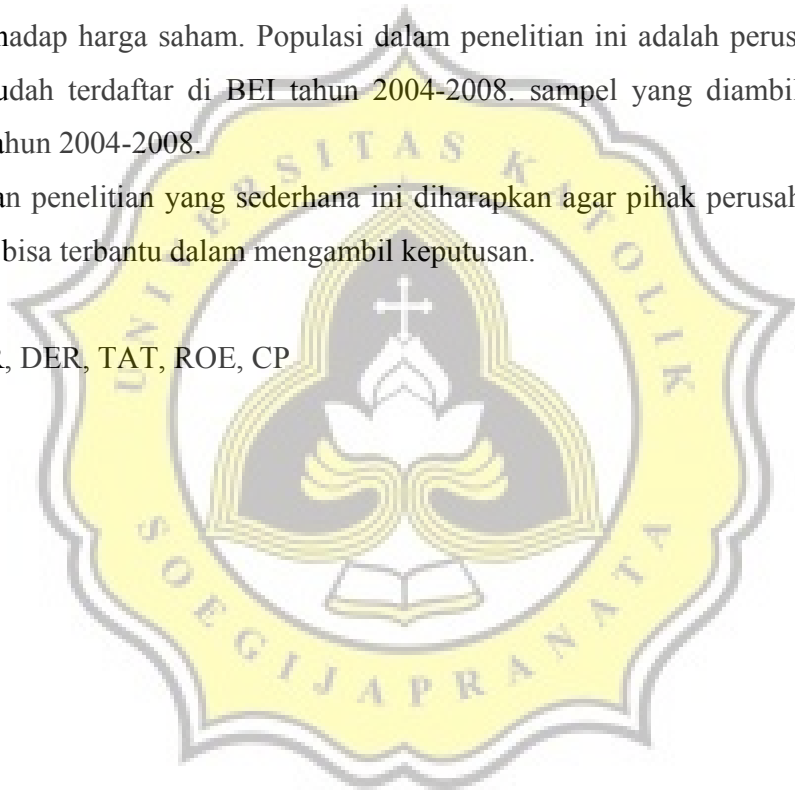 hadap harga saham. Populasi dalam penelitian ini adalah perus
udah terdaftar di BEI tahun 2004-2008. sampel yang diambil
ahun 2004-2008.
an penelitian yang sederhana ini diharapkan agar pihak perusah
bisa terbantu dalam mengambil keputusan.
R, DER, TAT, ROE, CP
UNIVERSITAS KATOLIK
SOEGIJAPRANATA